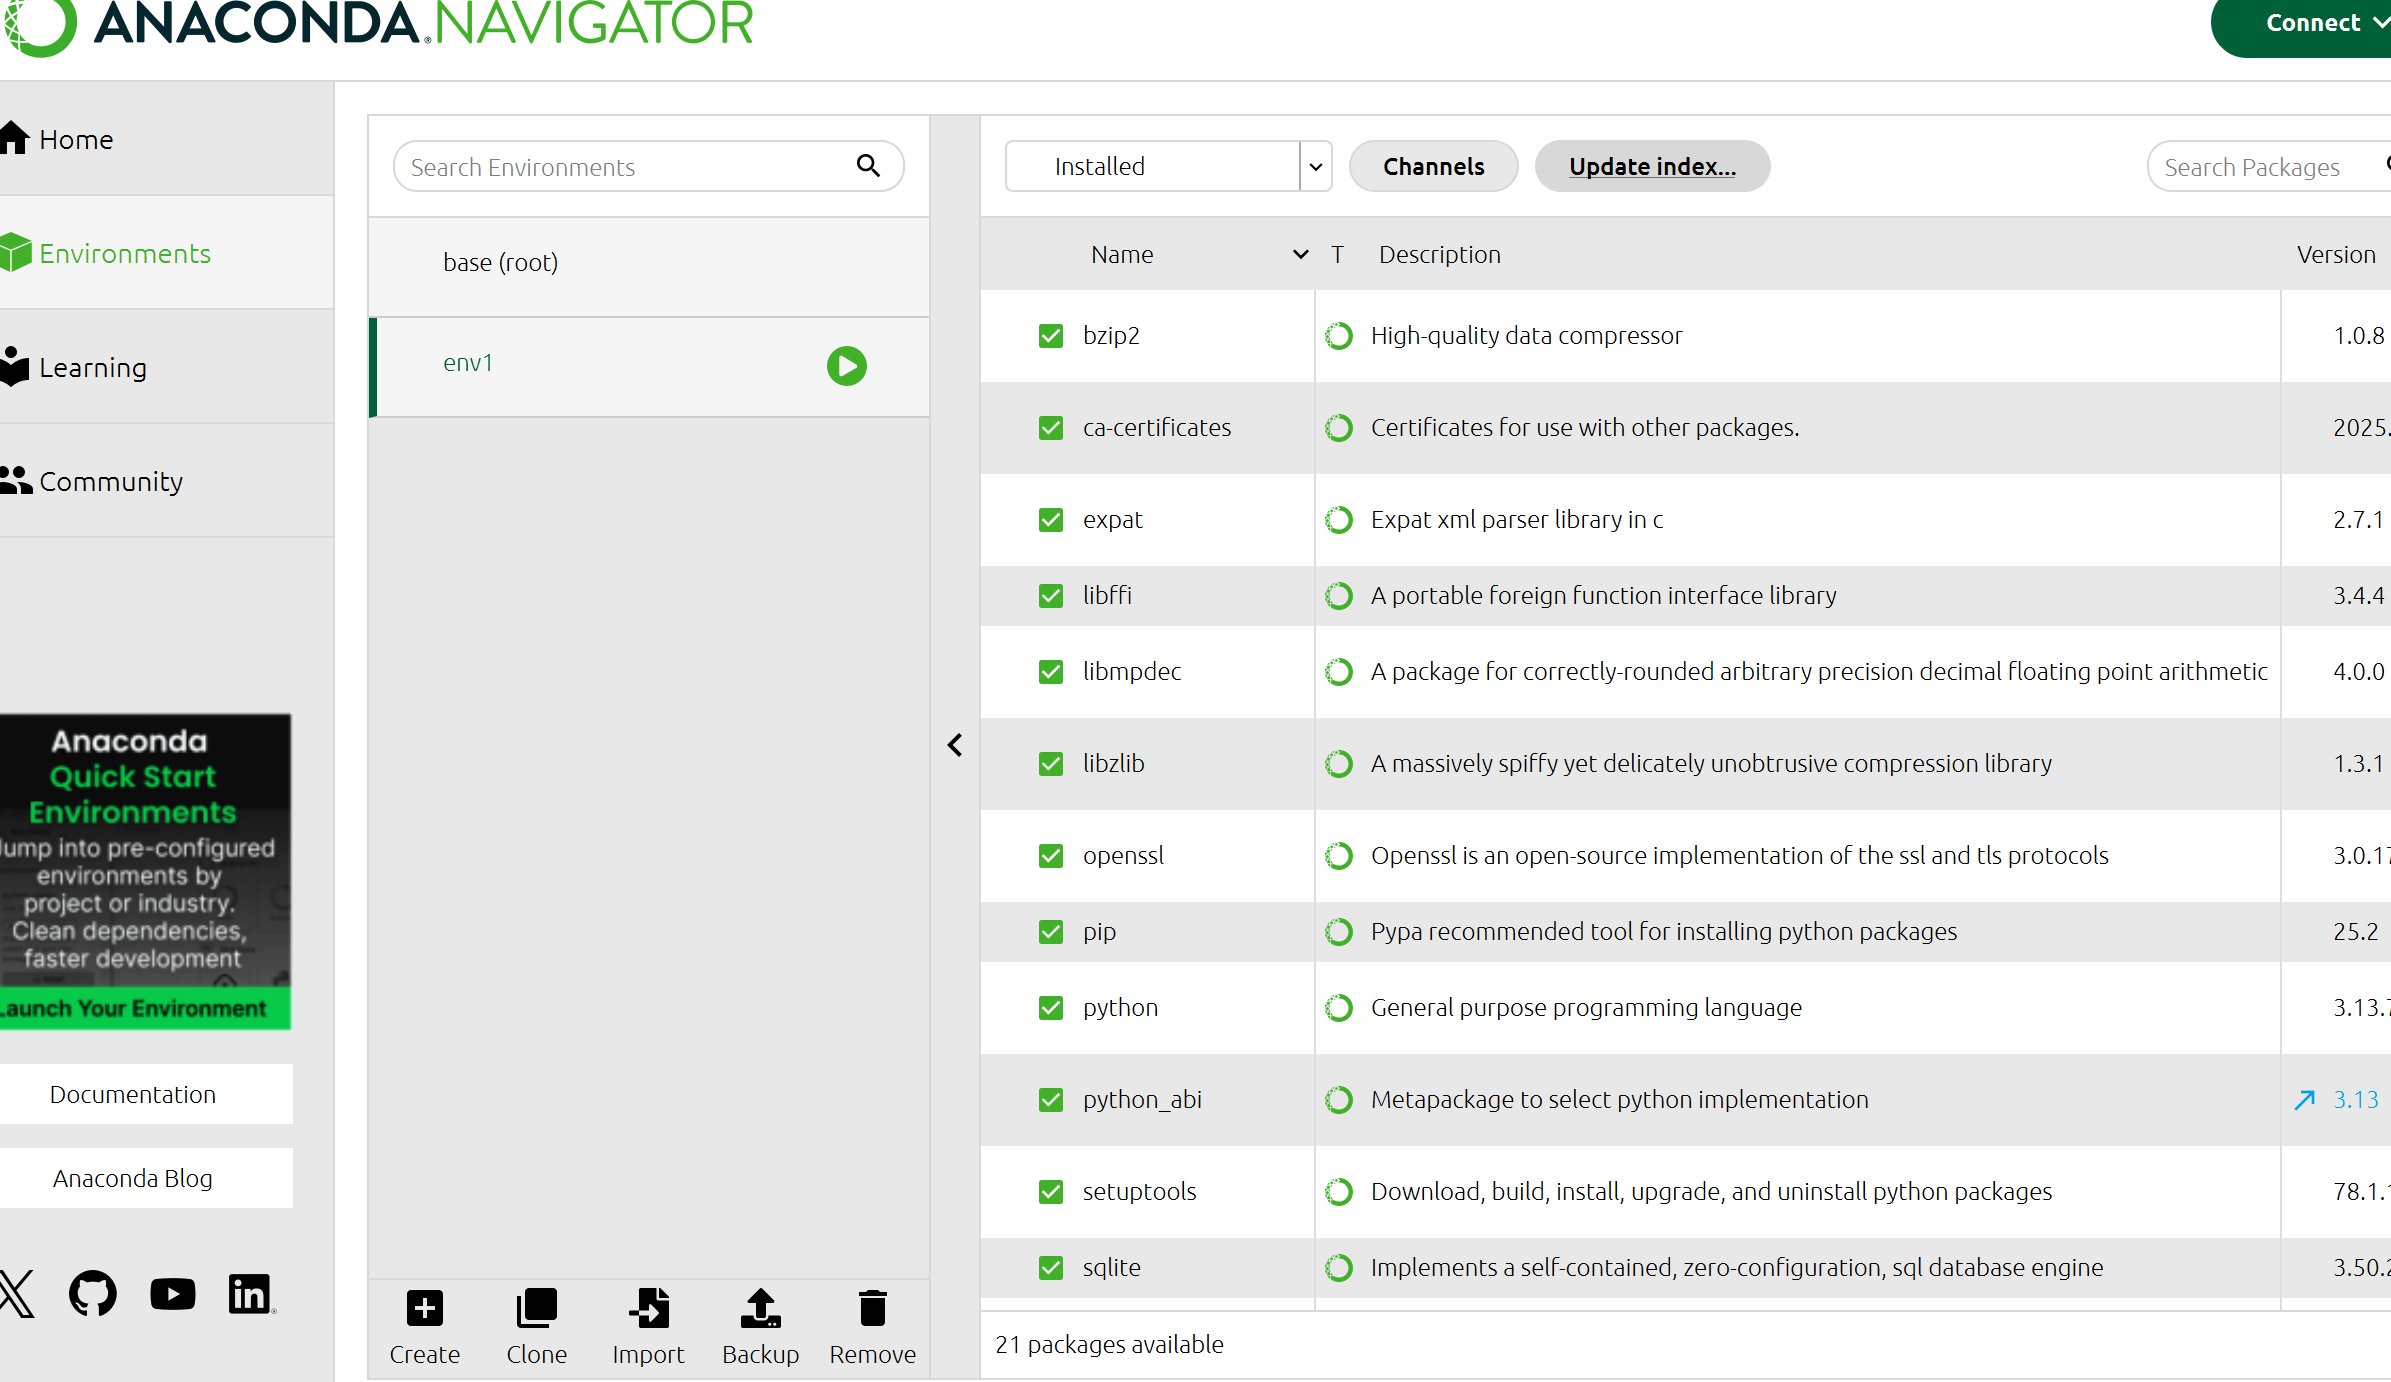 ANACONDA.NAVIGATOR
Connect
Home
Environments
Learning
Community
Anaconda
Quick Start
Environments
ump into pre-configured
environments by
project or industry.
Clean dependencies,
faster development
aunch Your Environment
Documentation
Anaconda Blog
Search Environments
base (root)
env1
Create Clone Import Backup Remove
Installed Channels Update index... Search Packages
Name T Description Version
bzip2 High-quality data compressor 1.0.8
ca-certificates Certificates for use with other packages. 2025.
expat Expat xml parser library in c 2.7.1
libffi A portable foreign function interface library 3.4.4
libmpdec A package for correctly-rounded arbitrary precision decimal floating point arithmetic 4.0.0
libzlib A massively spiffy yet delicately unobtrusive compression library 1.3.1
openssl Openssl is an open-source implementation of the ssl and tls protocols 3.0.17
pip Pypa recommended tool for installing python packages 25.2
python General purpose programming language 3.13.7
python_abi Metapackage to select python implementation 3.13
setuptools Download, build, install, upgrade, and uninstall python packages 78.1.1
sqlite Implements a self-contained, zero-configuration, sql database engine 3.50.2
21 packages available